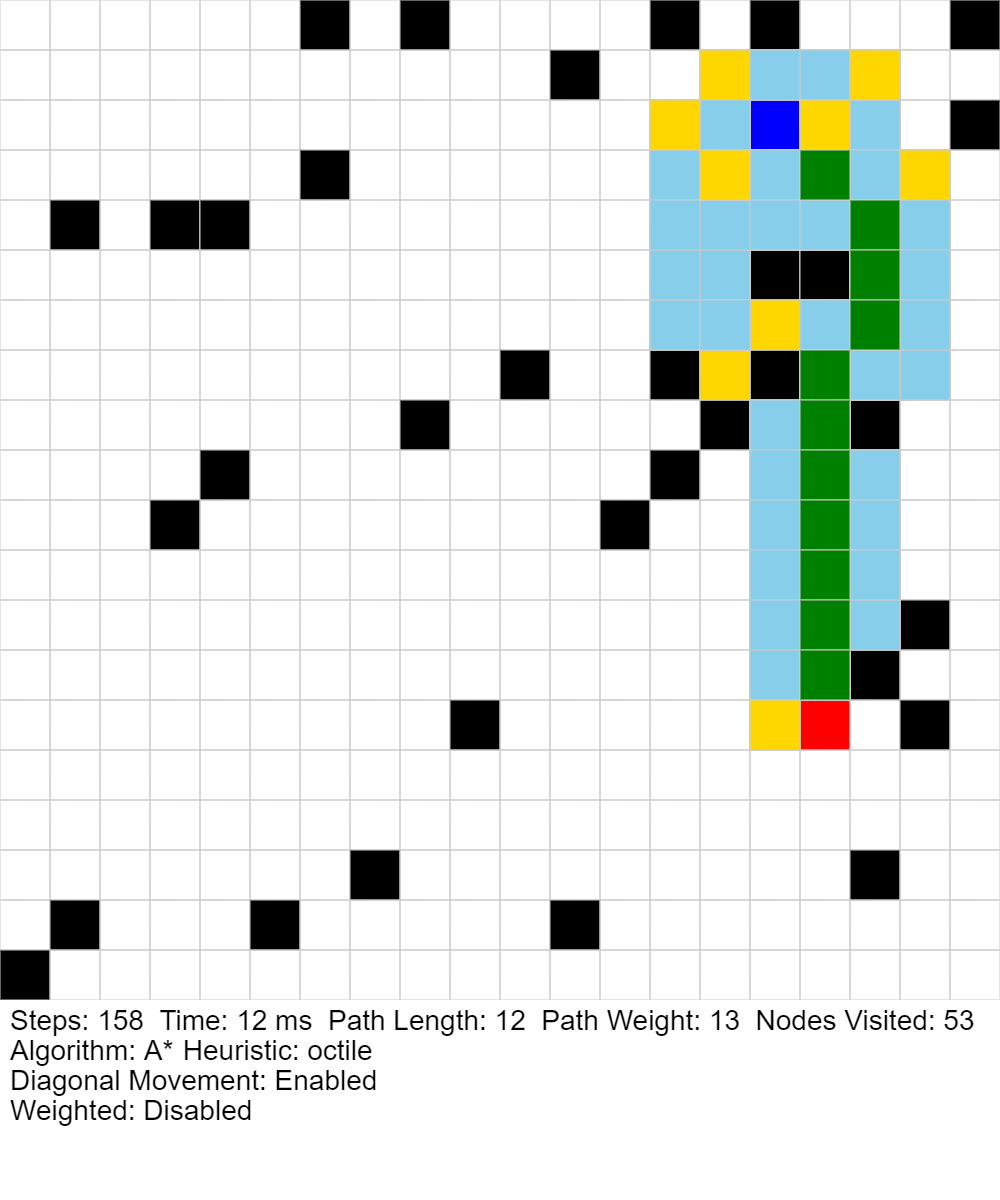 Steps: 158  Time: 12 ms  Path Length: 12  Path Weight: 13  Nodes Visited: 53
Algorithm: A* Heuristic: octile
Diagonal Movement: Enabled
Weighted: Disabled